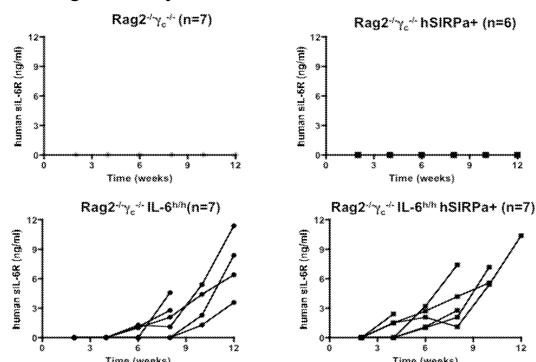 Rag2⁻/⁻γc⁻/⁻ (n=7)
human siL-6R (ng/ml)
12
9
6
3
0
0 3 6 9 12
Time (weeks)
Rag2⁻/⁻γc⁻/⁻ hSIRPa+ (n=6)
human siL-6R (ng/ml)
12
9
6
3
0
0 3 6 9 12
Time (weeks)
Rag2⁻/⁻γc⁻/⁻ IL-6ʰ/ʰ(n=7)
human siL-6R (ng/ml)
12
9
6
3
0
0 3 6 9 12
Time (weeks)
Rag2⁻/⁻γc⁻/⁻ IL-6ʰ/ʰ hSIRPa+ (n=7)
human siL-6R (ng/ml)
12
9
6
3
0
0 3 6 9 12
Time (weeks)